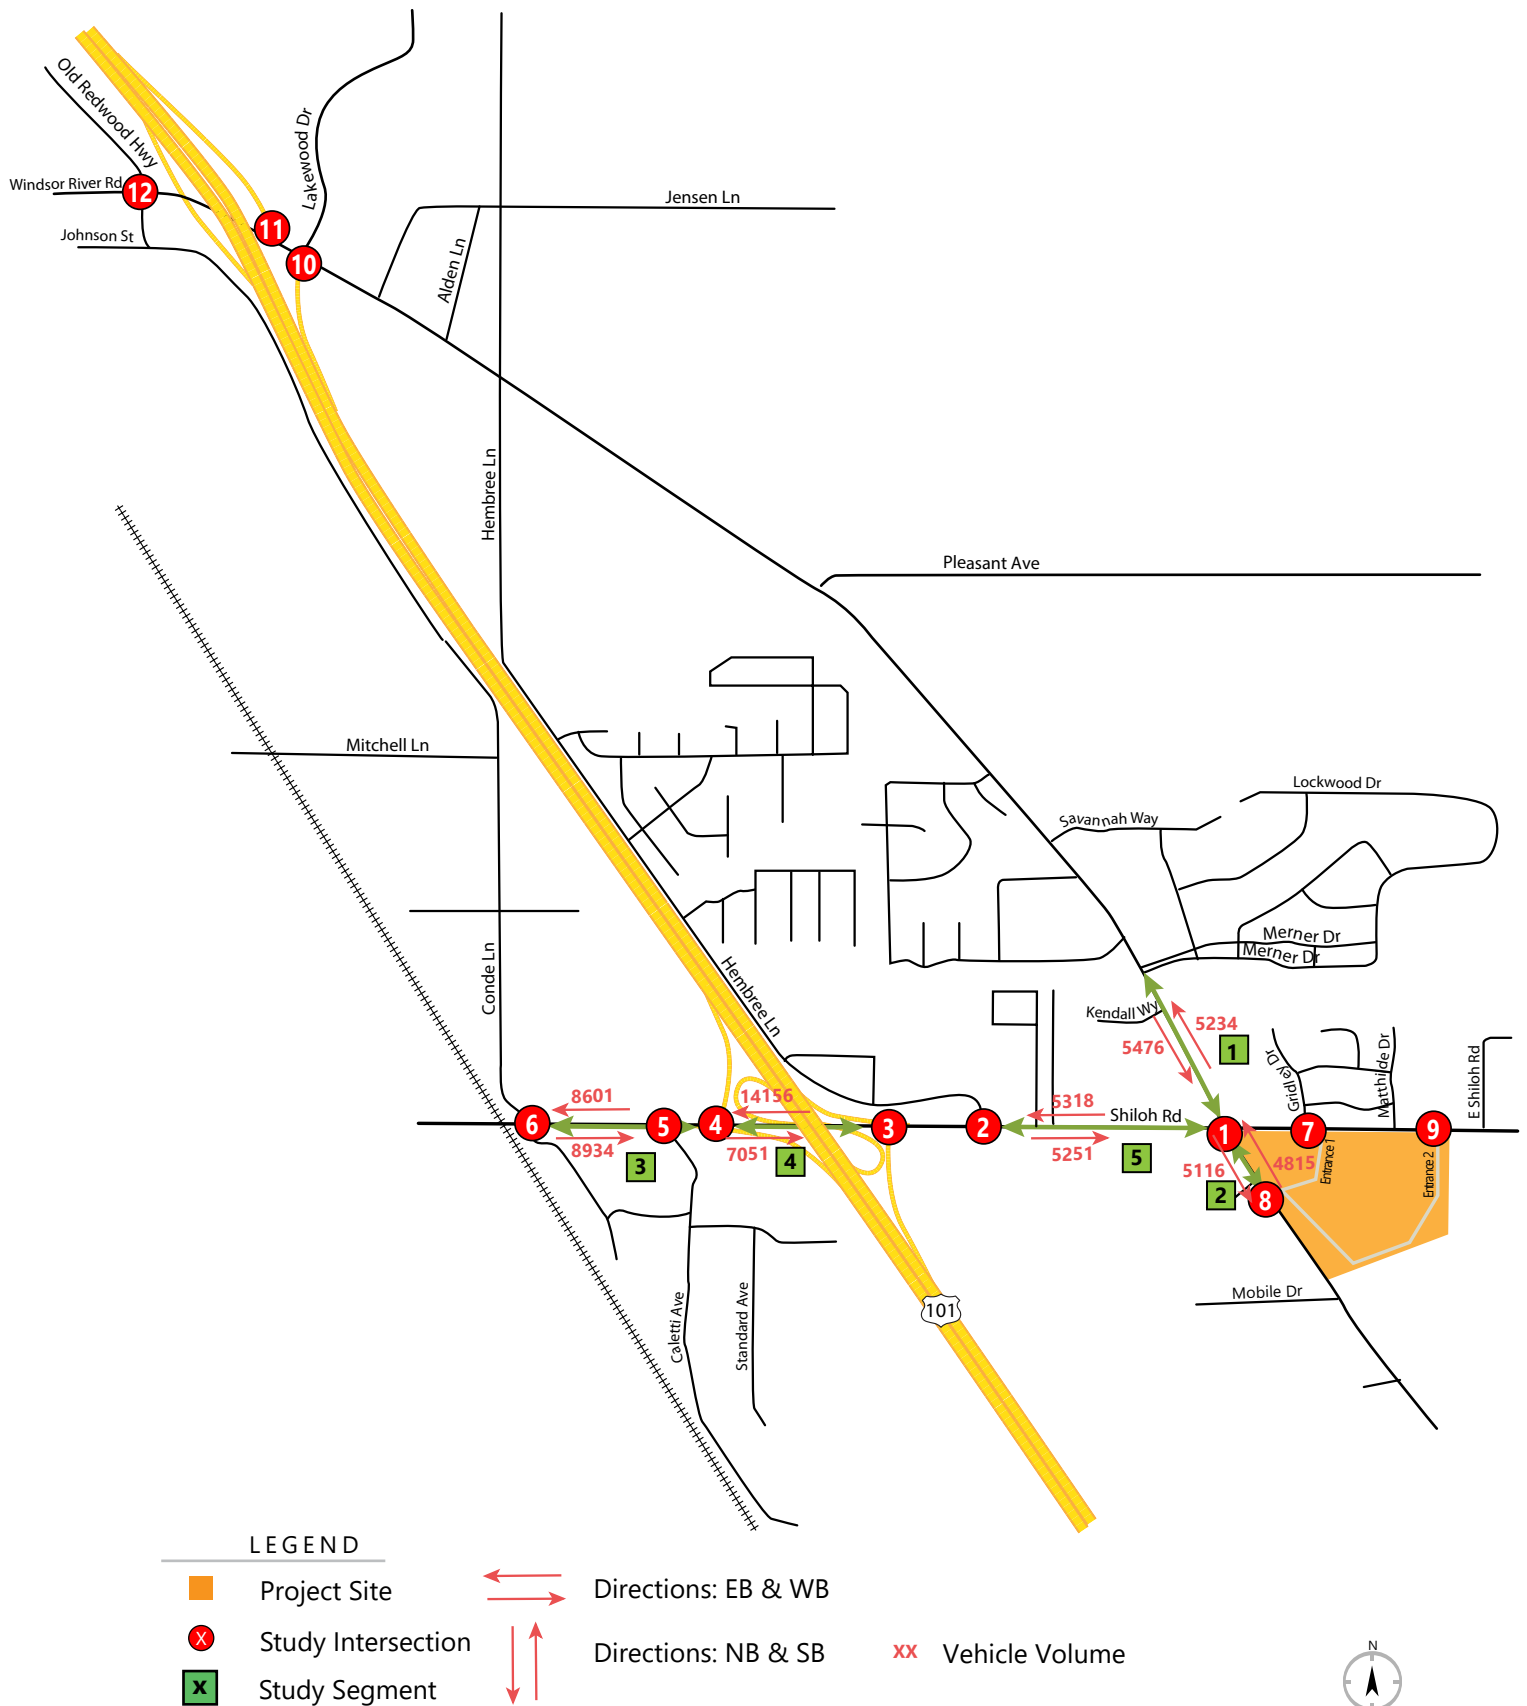 Old Redwood Hwy
Lakewood Dr
Windsor River Rd
12
11
Johnson St
10
Jensen Ln
Alden Ln
Hembree Ln
Pleasant Ave
Mitchell Ln
Lockwood Dr
Savannah Way
Merner Dr
Merner Dr
Conde Ln
Hembree Ln
Kendall Wy
5234
5476
1
Gridley Dr
Matthilde Dr
E Shiloh Rd
8601
14156
5318
Shiloh Rd
6
5
4
3
2
1
7
9
8934
7051
5251
5116
4815
Entrance 1
Entrance 2
3
4
5
2
8
Caletti Ave
Standard Ave
Mobile Dr
101
LEGEND
Project Site
Directions: EB & WB
X Study Intersection
Directions: NB & SB
xx Vehicle Volume
N
x Study Segment